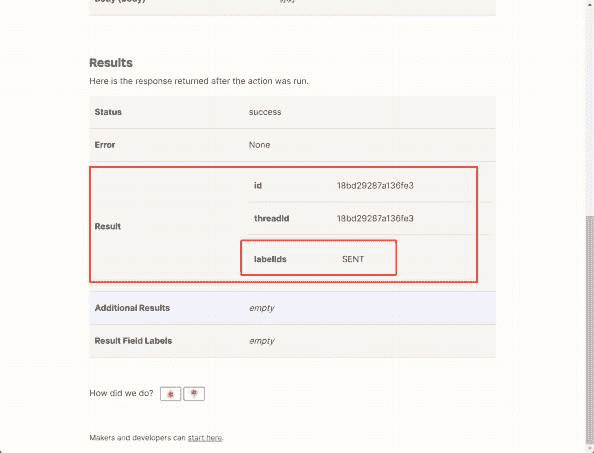 Body (body)
Results
Here is the response returned after the action was run.
Status success
Error None
id 18bd29287a136fe3
threadId 18bd29287a136fe3
Result
labelIds SENT
Additional Results empty
Result Field Labels empty
How did we do?
Makers and developers can start here.